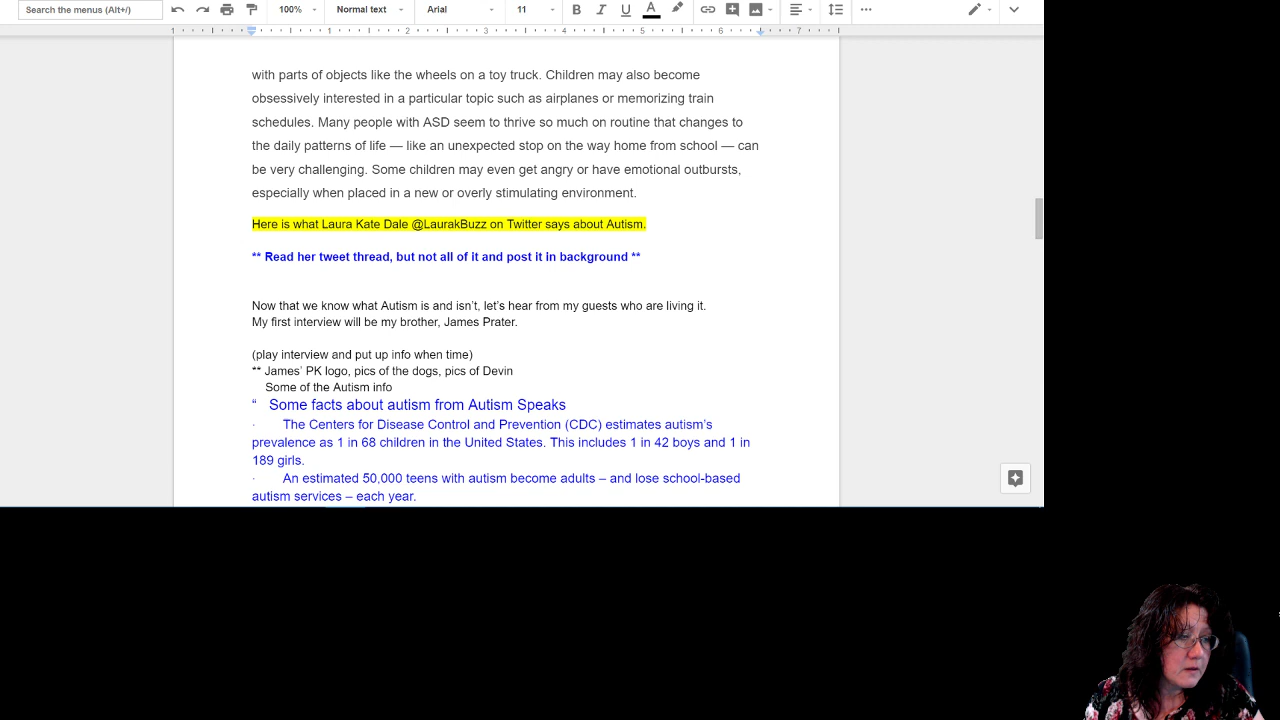 Search the menus (Alt+/)
100%
Normal text
Arial
11
B I U A
1 1 2 3 4 5 6 7
with parts of objects like the wheels on a toy truck. Children may also become
obsessively interested in a particular topic such as airplanes or memorizing train
schedules. Many people with ASD seem to thrive so much on routine that changes to
the daily patterns of life — like an unexpected stop on the way home from school — can
be very challenging. Some children may even get angry or have emotional outbursts,
especially when placed in a new or overly stimulating environment.
Here is what Laura Kate Dale @LaurakBuzz on Twitter says about Autism.
** Read her tweet thread, but not all of it and post it in background **
Now that we know what Autism is and isn’t, let’s hear from my guests who are living it.
My first interview will be my brother, James Prater.
(play interview and put up info when time)
** James’ PK logo, pics of the dogs, pics of Devin
Some of the Autism info
“ Some facts about autism from Autism Speaks
· The Centers for Disease Control and Prevention (CDC) estimates autism’s
prevalence as 1 in 68 children in the United States. This includes 1 in 42 boys and 1 in
189 girls.
· An estimated 50,000 teens with autism become adults – and lose school-based
autism services – each year.